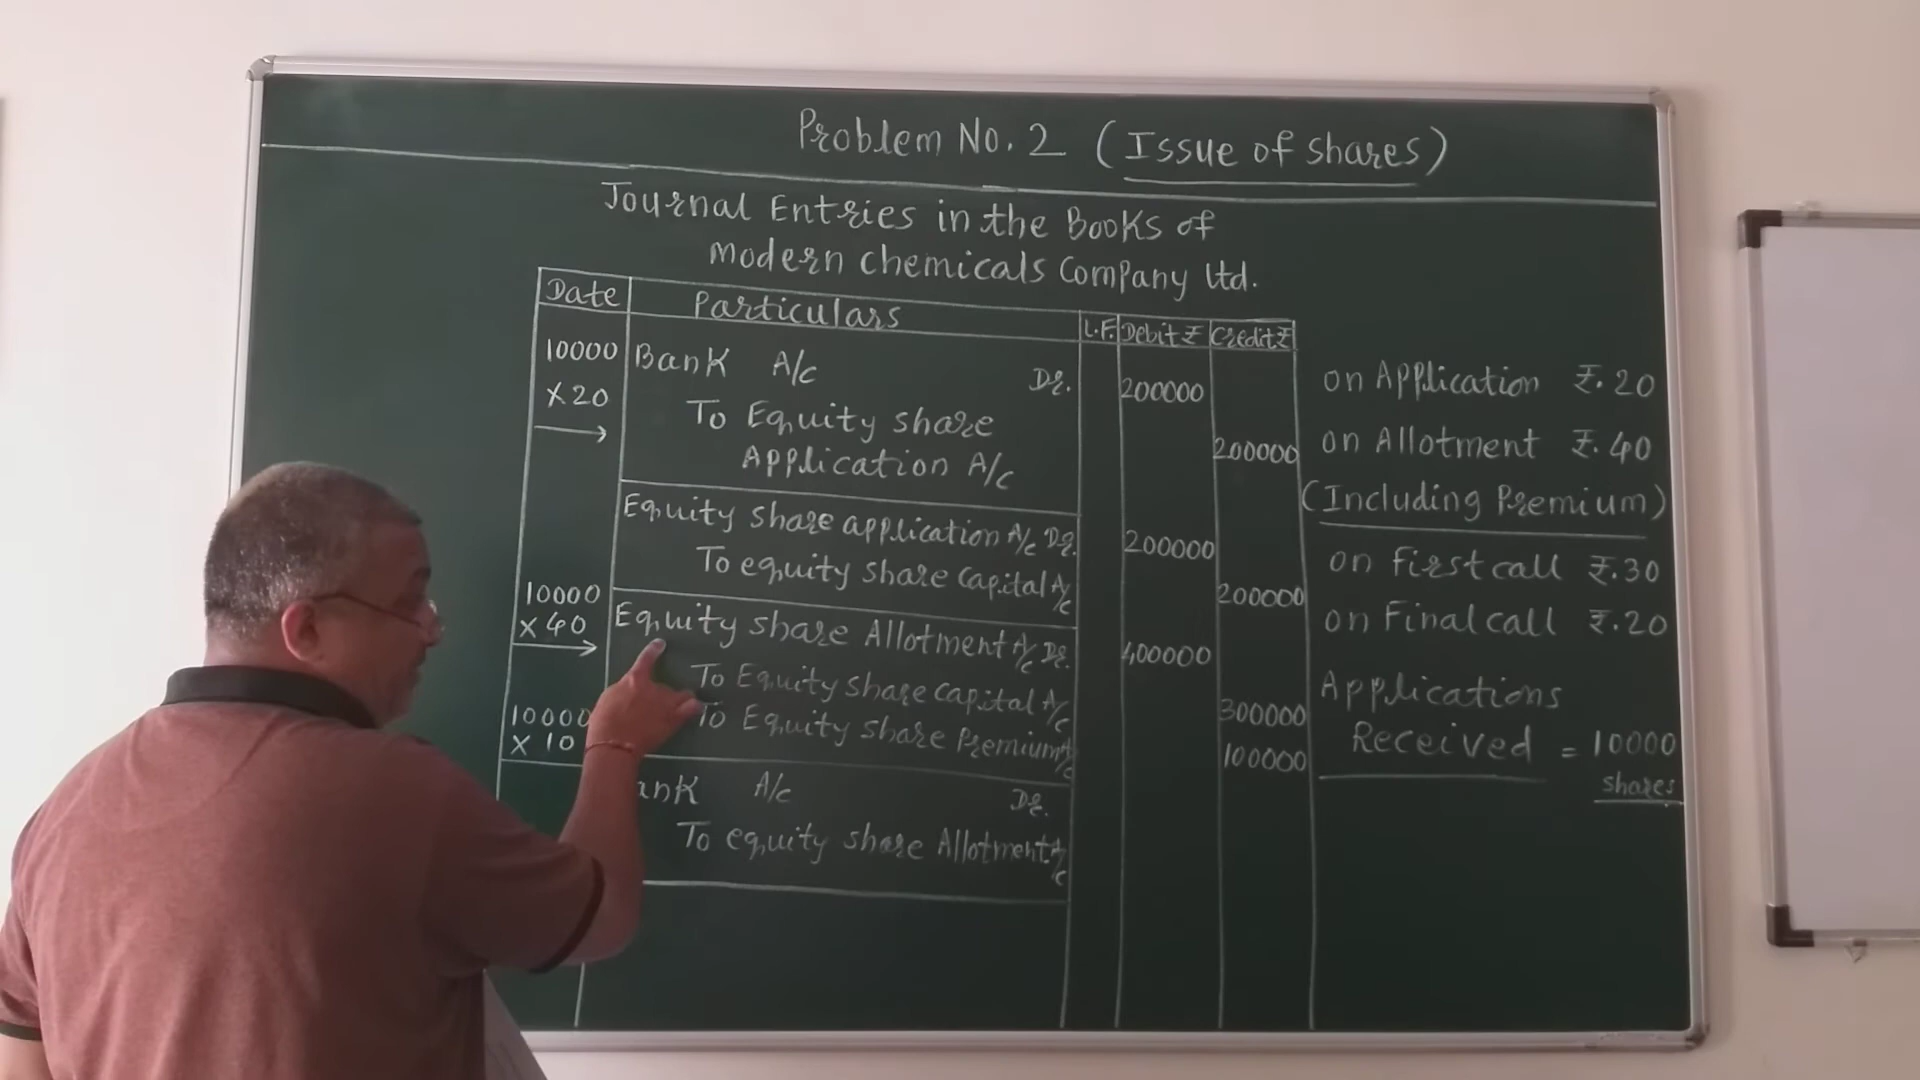 Problem No. 2 (Issue of shares)
Journal Entries in the Books of
Modern Chemicals Company Ltd.
Date Particulars L.F. Debit ₹ Credit ₹
10000 Bank A/c Dr. 200000
X 20 To Equity share
Application A/c 200000
Equity share application A/c Dr. 200000
To equity share capital A/c 200000
10000 Equity share Allotment A/c Dr. 400000
X 40
To Equity share capital A/c 300000
10000 To Equity share Premium A/c 100000
X 10
A/c Dr.
To equity share Allotment A/c
on Application ₹. 20
on Allotment ₹. 40
(Including Premium)
on First call ₹. 30
on Final call ₹. 20
Applications
Received = 10000
shares